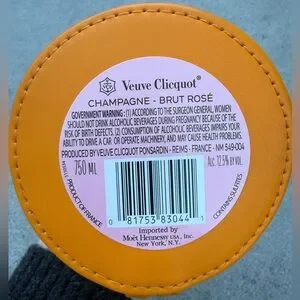 Veuve Clicquot
CHAMPAGNE - BRUT ROSÉ
GOVERNMENT WARNING: (1) ACCORDING TO THE SURGEON GENERAL, WOMEN
SHOULD NOT DRINK ALCOHOLIC BEVERAGES DURING PREGNANCY BECAUSE OF THE
RISK OF BIRTH DEFECTS. (2) CONSUMPTION OF ALCOHOLIC BEVERAGES IMPAIRS YOUR
ABILITY TO DRIVE A CAR OR OPERATE MACHINERY, AND MAY CAUSE HEALTH PROBLEMS.
PRODUCED BY VEUVE CLICQUOT PONSARDIN - REIMS - FRANCE - NM 549-004
750 ML
ALC. 12.5% BY VOL.
PRODUCT OF FRANCE
CONTAINS SULFITES
0 81753 83044 1
Imported by
Moët Hennessy USA, Inc.
New York, N.Y.